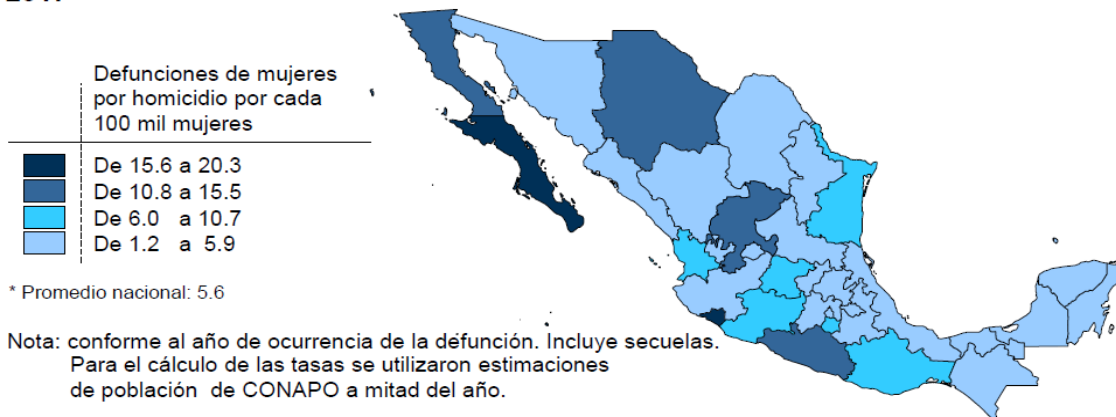 Defunciones de mujeres
por homicidio por cada
100 mil mujeres
De 15.6 a 20.3
De 10.8 a 15.5
De 6.0 a 10.7
De 1.2 a 5.9
* Promedio nacional: 5.6
Nota: conforme al año de ocurrencia de la defunción. Incluye secuelas.
Para el cálculo de las tasas se utilizaron estimaciones
de población de CONAPO a mitad del año.